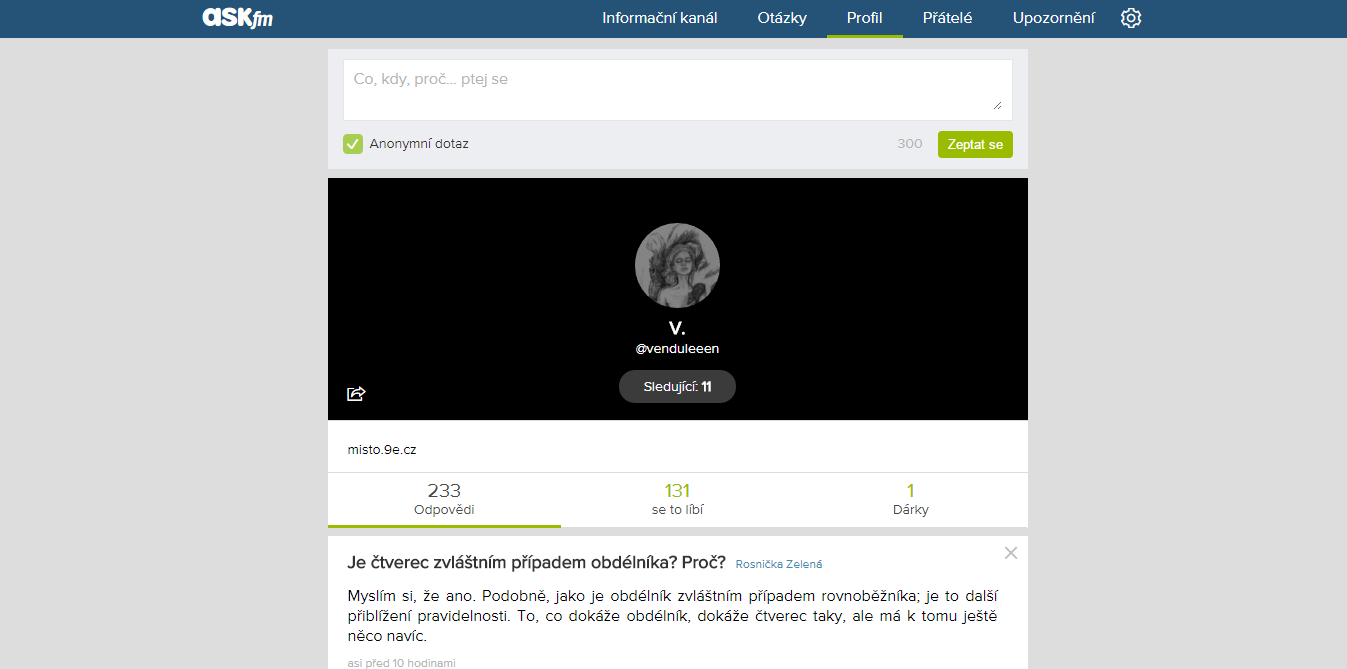 ASKfm
Informační kanál Otázky Profil Přátelé Upozornění
Co, kdy, proč... ptej se
Anonymní dotaz 300 Zeptat se
V.
@venduleeen
Sledující: 11
misto.9e.cz
233 131 1
Odpovědi se to líbí Dárky
Je čtverec zvláštním případem obdélníka? Proč? Rosnička Zelená
Myslím si, že ano. Podobně, jako je obdélník zvláštním případem rovnoběžníka; je to další
přiblížení pravidelnosti. To, co dokáže obdélník, dokáže čtverec taky, ale má k tomu ještě
něco navíc.
asi před 10 hodinami